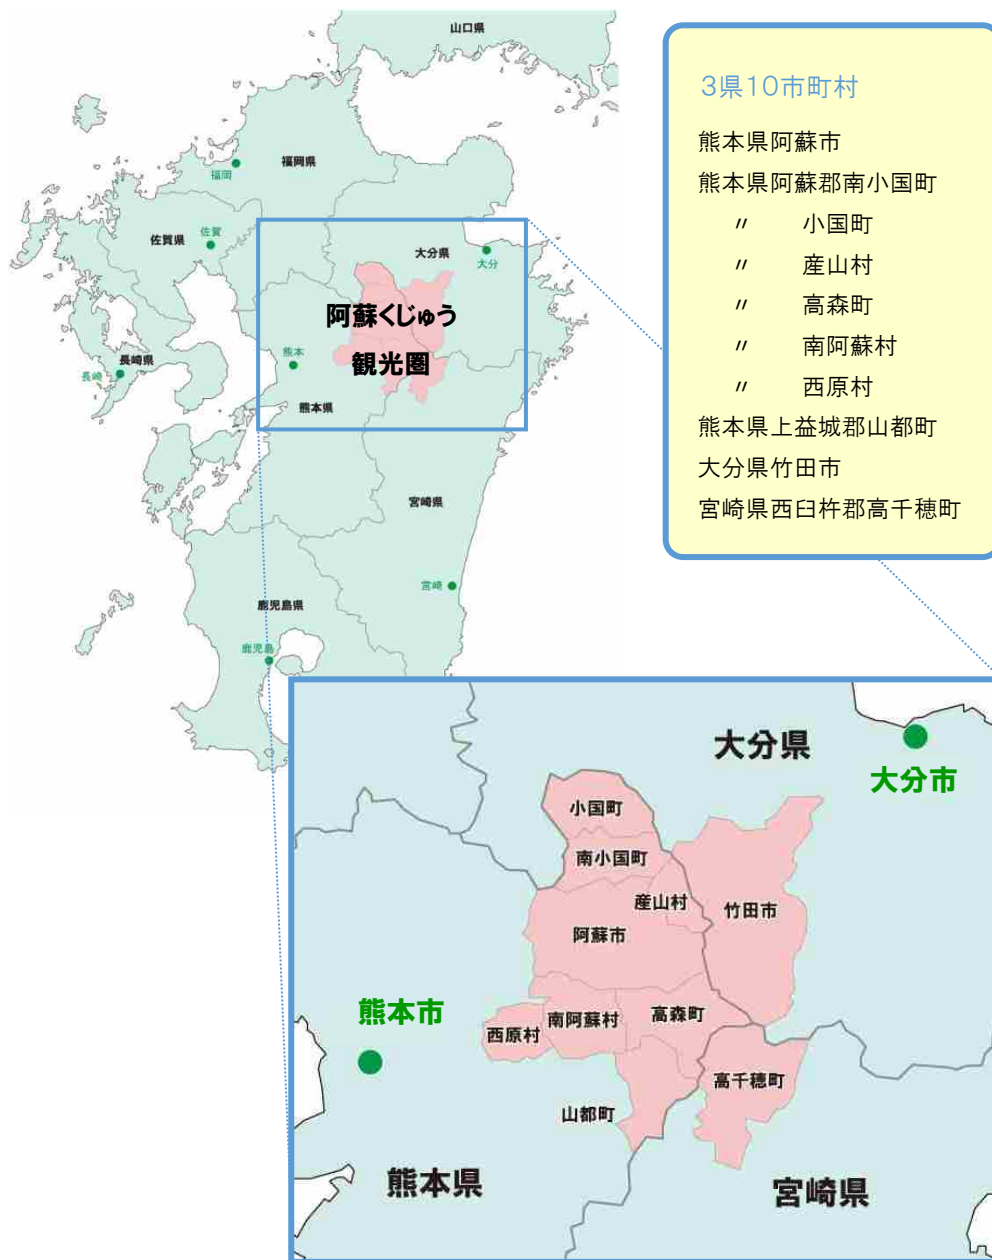 山口県
福岡県
福岡
佐賀県
佐賀
大分県
大分
阿蘇くじゅう
観光圏
長崎県
長崎
熊本
熊本県
宮崎県
宮崎
鹿児島県
鹿児島
3県10市町村
熊本県阿蘇市
熊本県阿蘇郡南小国町
〃 小国町
〃 産山村
〃 高森町
〃 南阿蘇村
〃 西原村
熊本県上益城郡山都町
大分県竹田市
宮崎県西臼杵郡高千穂町
大分県
大分市
小国町
南小国町
産山村
竹田市
阿蘇市
熊本市
西原村
南阿蘇村
高森町
高千穂町
山都町
熊本県
宮崎県